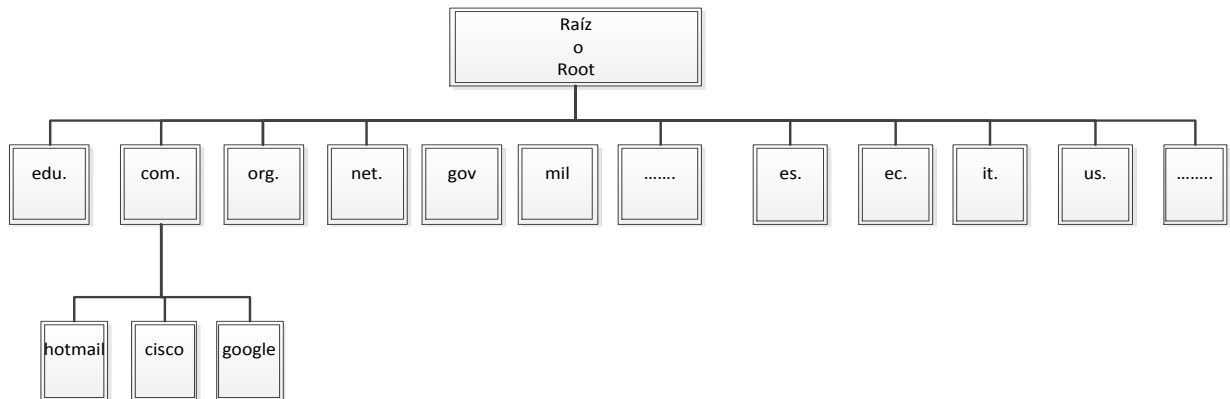 Raíz
o
Root
edu.
com.
org.
net.
gov
mil
.......
es.
ec.
it.
us.
........
hotmail
cisco
google